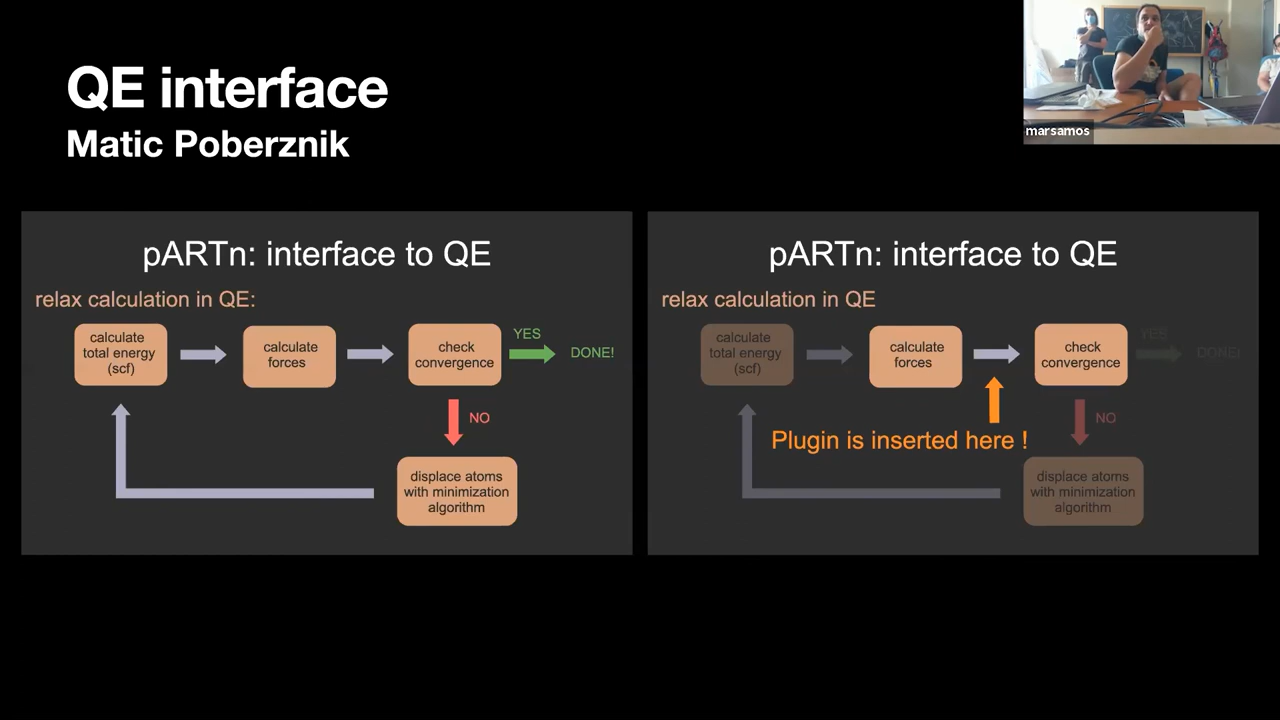 QE interface
Matic Poberznik
marsamos
pARTn: interface to QE
relax calculation in QE:
calculate
total energy
(scf)
calculate
forces
check
convergence
YES
DONE!
NO
displace atoms
with minimization
algorithm
pARTn: interface to QE
relax calculation in QE
calculate
total energy
(scf)
calculate
forces
check
convergence
YES
DONE!
NO
Plugin is inserted here !
displace atoms
with minimization
algorithm